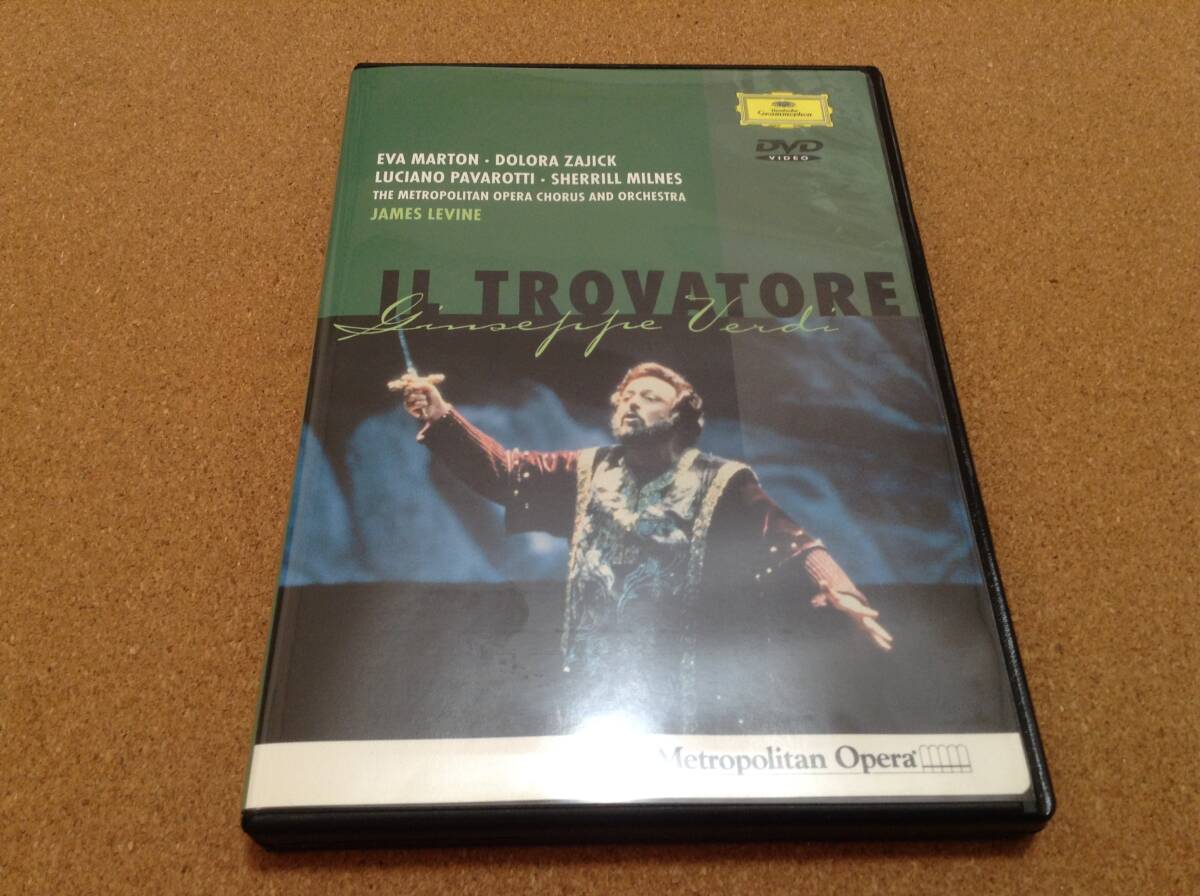 Deutsche
Grammophon
DVD
VIDEO
EVA MARTON · DOLORA ZAJICK
LUCIANO PAVAROTTI · SHERRILL MILNES
THE METROPOLITAN OPERA CHORUS AND ORCHESTRA
JAMES LEVINE
IL TROVATORE
Giuseppe Verdi
Metropolitan Opera®